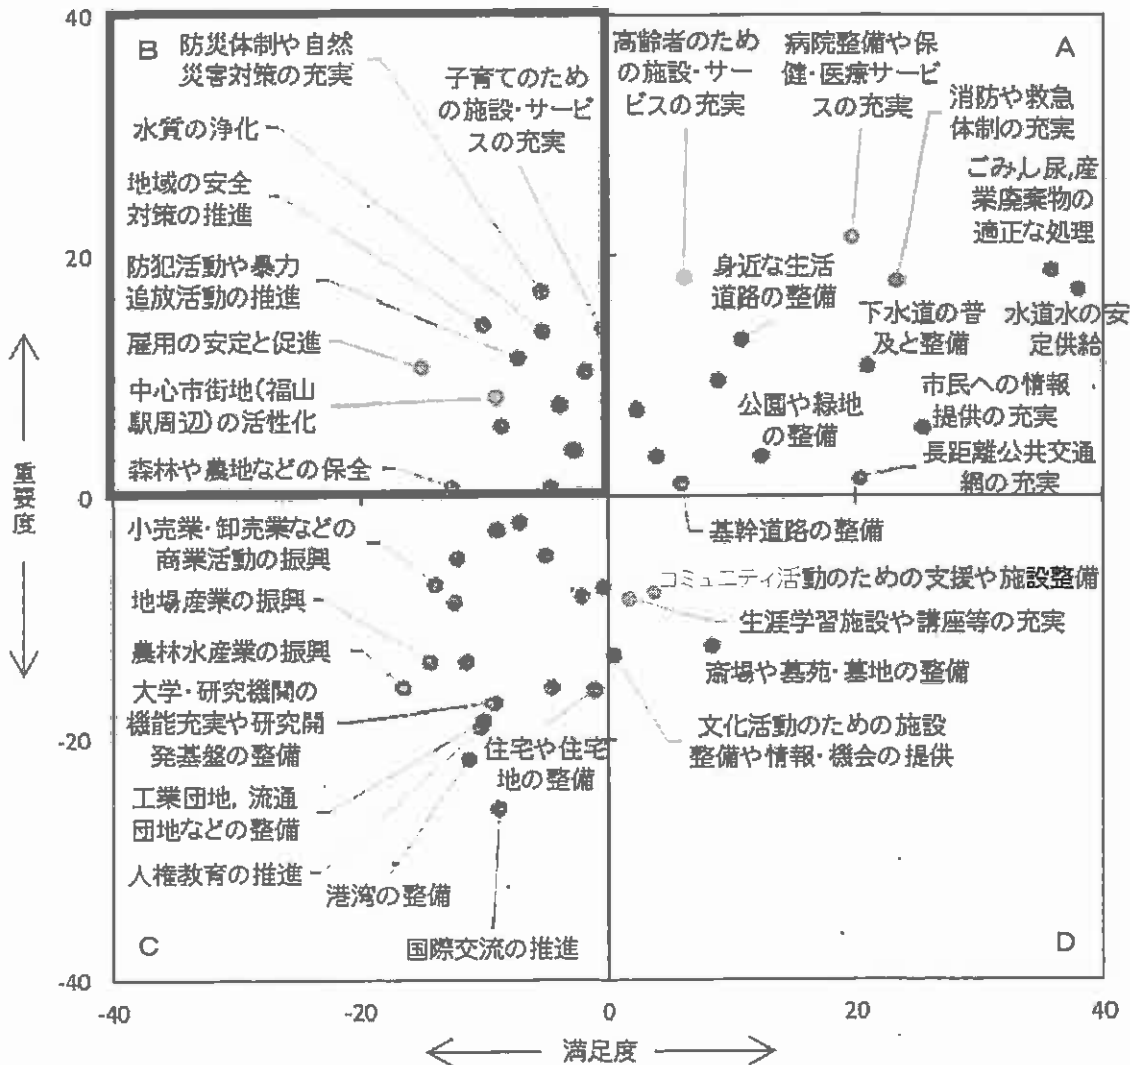 40
B
防災体制や自然
災害対策の充実
子育てのため
の施設・サービ
スの充実
水質の浄化
地域の安全
対策の推進
防犯活動や暴力
追放活動の推進
雇用の安定と促進
中心市街地(福山
駅周辺)の活性化
森林や農地などの保全
高齢者のため
の施設・サー
ビスの充実
病院整備や保
健・医療サービ
スの充実
A
消防や救急
体制の充実
ごみ,し尿,産
業廃棄物の
適正な処理
20
身近な生活
道路の整備
下水道の普
及と整備
水道水の安
定供給
市民への情報
提供の充実
公園や緑地
の整備
長距離公共交通
網の充実
重要度
0
基幹道路の整備
小売業・卸売業などの
商業活動の振興
地場産業の振興
農林水産業の振興
大学・研究機関の
機能充実や研究開
発基盤の整備
工業団地,流通
団地などの整備
人権教育の推進
港湾の整備
国際交流の推進
住宅や住宅
地の整備
C
コミュニティ活動のための支援や施設整備
生涯学習施設や講座等の充実
斎場や墓苑・墓地の整備
文化活動のための施設
整備や情報・機会の提供
D
-20
-40
-40
-20
0
20
40
満足度